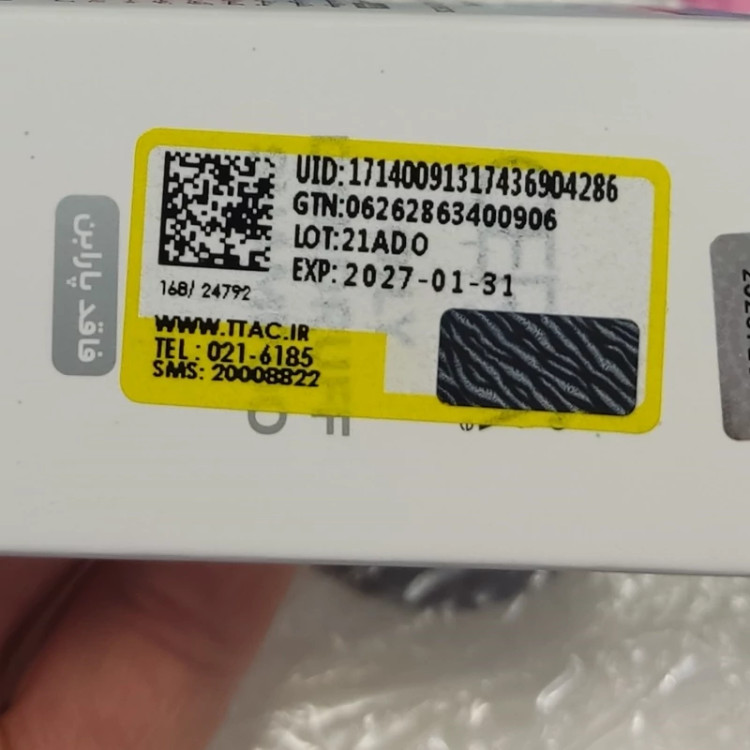 UID:17140091317436904286
GTN:06262863400906
LOT:21ADO
EXP: 2027-01-31
168/ 24792
WWW.TTAC.IR
TEL : 021-6185
SMS: 20008822
فاقد پارابن